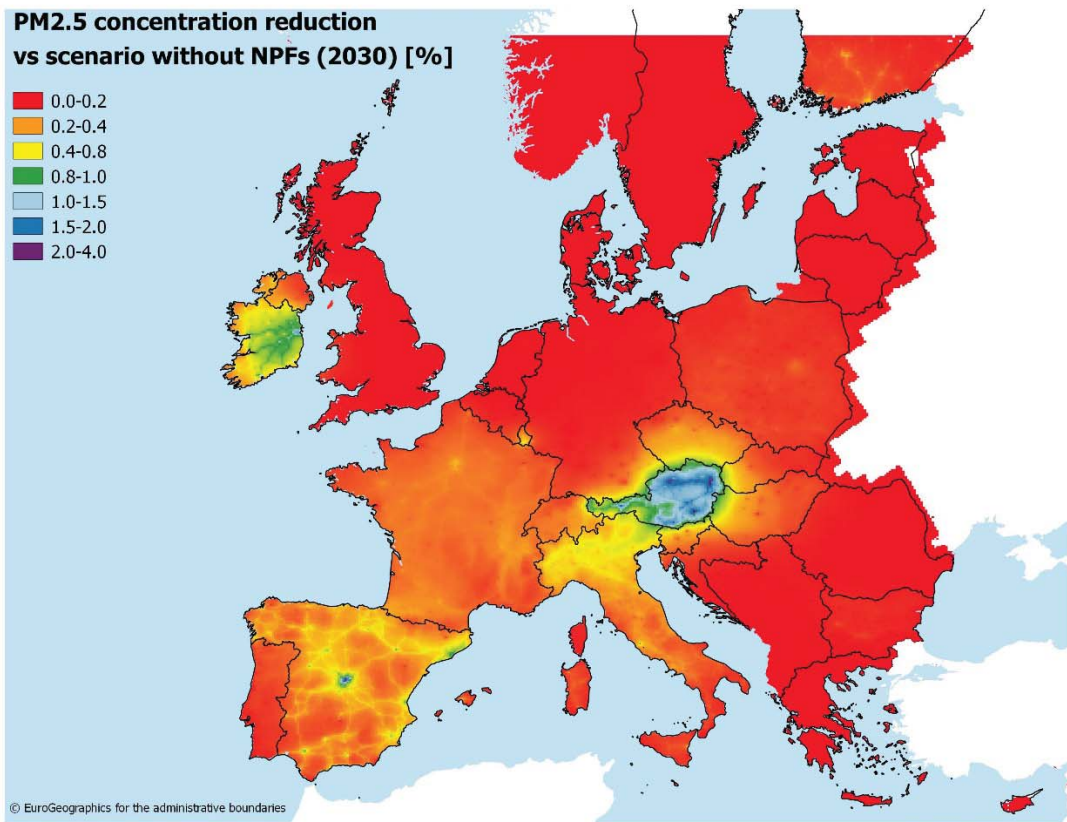 PM2.5 concentration reduction
vs scenario without NPFs (2030) [%]
0.0-0.2
0.2-0.4
0.4-0.8
0.8-1.0
1.0-1.5
1.5-2.0
2.0-4.0
© EuroGeographics for the administrative boundaries